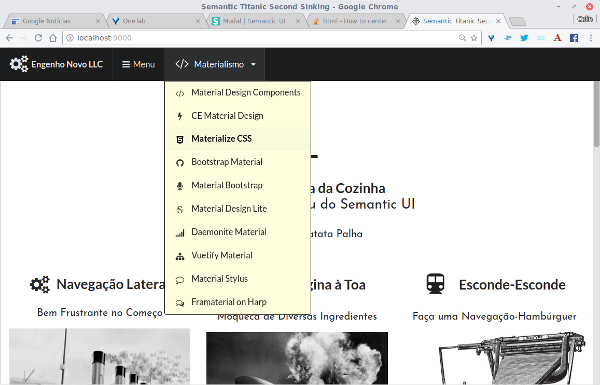 Semantic Titanic Second Sinking - Google Chrome
Google Notícias
Onelab
Modal | Semantic UI
html - How to center
Semantic Titanic Sec
Colin
localhost:9000
Engenho Novo LLC
Menu
Materialismo
Material Design Components
CE Material Design
Materialize CSS
Bootstrap Material
Material Bootstrap
Material Design Lite
Daemonite Material
Vuetify Material
Material Stylus
Framaterial on Harp
a da Cozinha
u do Semantic UI
atata Palha
Navegação Latera
gina à Toa
Esconde-Esconde
Bem Frustrante no Começo
Moqueca de Diversas Ingredientes
Faça uma Navegação-Hambúrguer